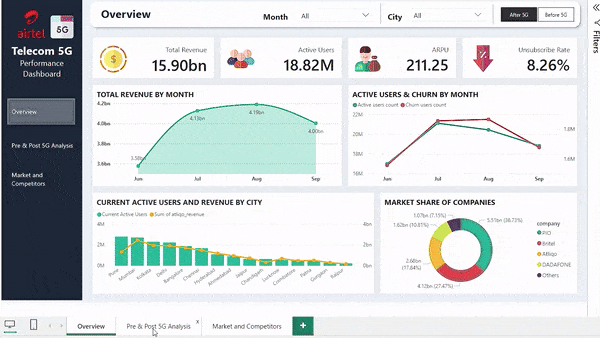 Overview
Month
All
City
All
After 5G
Before 5G
Filters
airtel
5G
Telecom 5G
Performance
Dashboard
Overview
Pre & Post 5G Analysis
Market and
Competitors
Total Revenue
15.90bn
Active Users
18.82M
ARPU
211.25
Unsubscribe Rate
8.26%
TOTAL REVENUE BY MONTH
4.2bn
4.0bn
3.8bn
3.6bn
3.58bn
4.13bn
4.19bn
4.00bn
Jun
Jul
Aug
Sep
ACTIVE USERS & CHURN BY MONTH
Active users count
Churn users count
22M
20M
18M
16M
1.8M
1.6M
Jun
Jul
Aug
Sep
CURRENT ACTIVE USERS AND REVENUE BY CITY
Current Active Users
Sum of atliqo_revenue
4M
2M
0M
4bn
2bn
0bn
Pune
Mumbai
Kolkata
Delhi
Bangalore
Chennai
Hyderabad
Ahmedabad
Jaipur
Chandigarh
Lucknow
Coimbatore
Patna
Gurgaon
Raipur
MARKET SHARE OF COMPANIES
1.07bn (7.15%)
1.62bn (10.81%)
2.66bn
(17.84%)
4.12bn (27.47%)
5.51bn (36.73%)
company
PIO
Britel
Atliqo
DADAFONE
Others
Overview
Pre & Post 5G Analysis
x
Market and Competitors
+